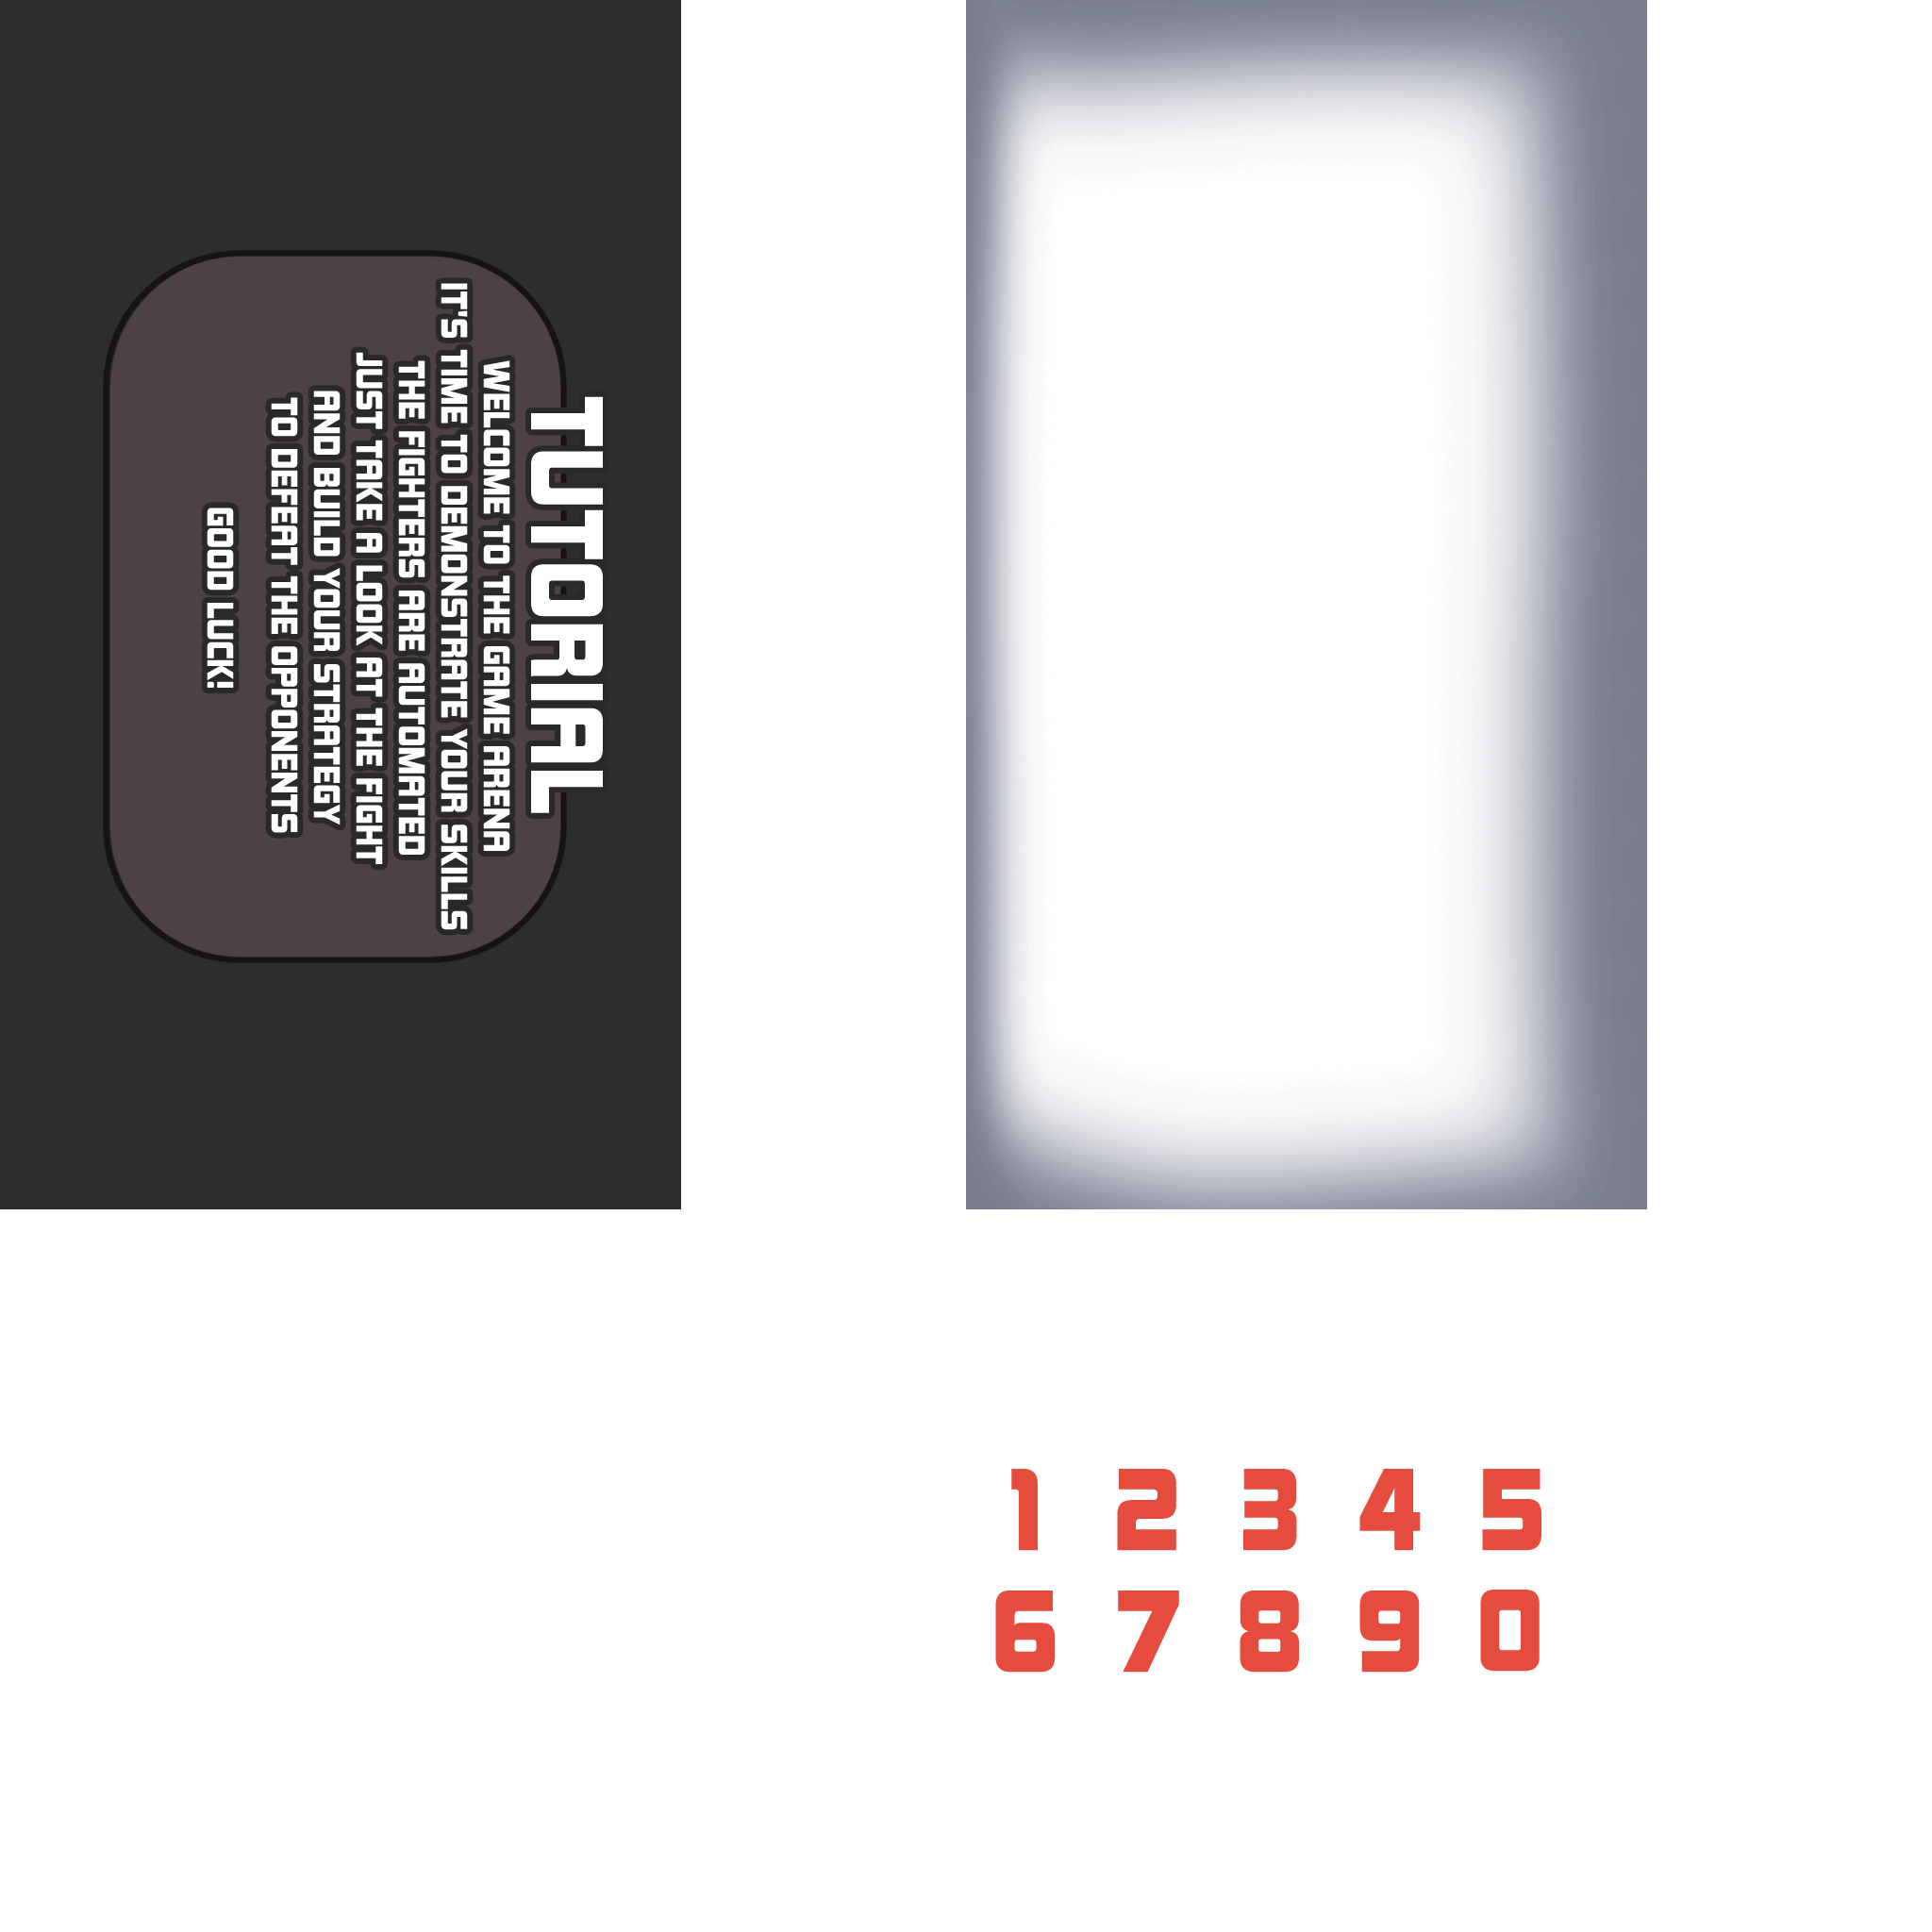 TUTORIAL
WELCOME TO THE GAME ARENA
IT'S TIME TO DEMONSTRATE YOUR SKILLS
THE FIGHTERS ARE AUTOMATED
JUST TAKE A LOOK AT THE FIGHT
AND BUILD YOUR STRATEGY
TO DEFEAT THE OPPONENTS
GOOD LUCK!
1 2 3 4 5
6 7 8 9 0